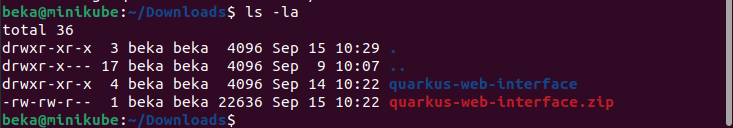 beka@minikube:~/Downloads$ ls -la
total 36
drwxr-xr-x  3 beka beka  4096 Sep 15 10:29 .
drwxr-x--- 17 beka beka  4096 Sep  9 10:07 ..
drwxr-xr-x  4 beka beka  4096 Sep 14 10:22 quarkus-web-interface
-rw-rw-r--  1 beka beka 22636 Sep 15 10:22 quarkus-web-interface.zip
beka@minikube:~/Downloads$